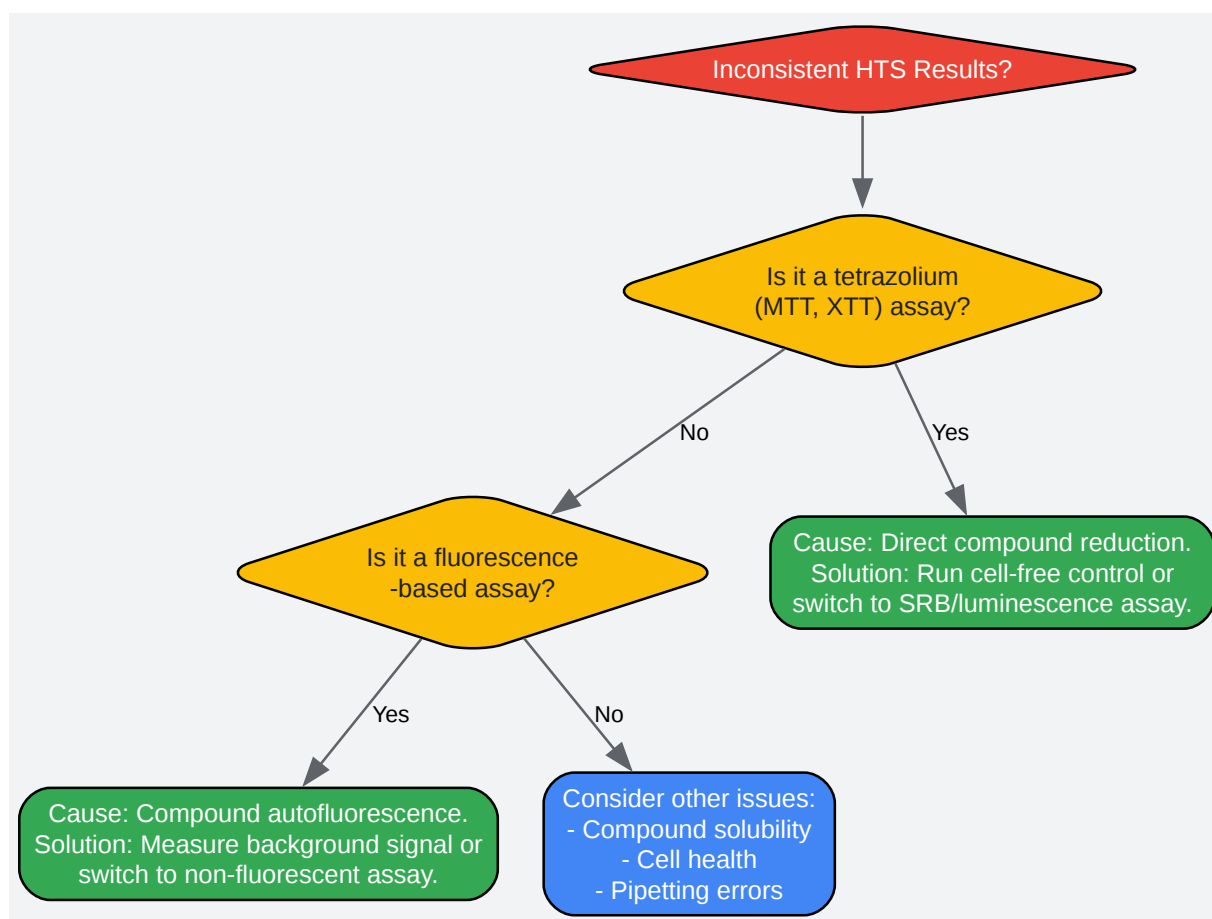 Inconsistent HTS Results?
Is it a tetrazolium
(MTT, XTT) assay?
No
Yes
Is it a fluorescence
-based assay?
Cause: Direct compound reduction.
Solution: Run cell-free control or
switch to SRB/luminescence assay.
Yes
No
Cause: Compound autofluorescence.
Solution: Measure background signal or
switch to non-fluorescent assay.
Consider other issues:
- Compound solubility
- Cell health
- Pipetting errors